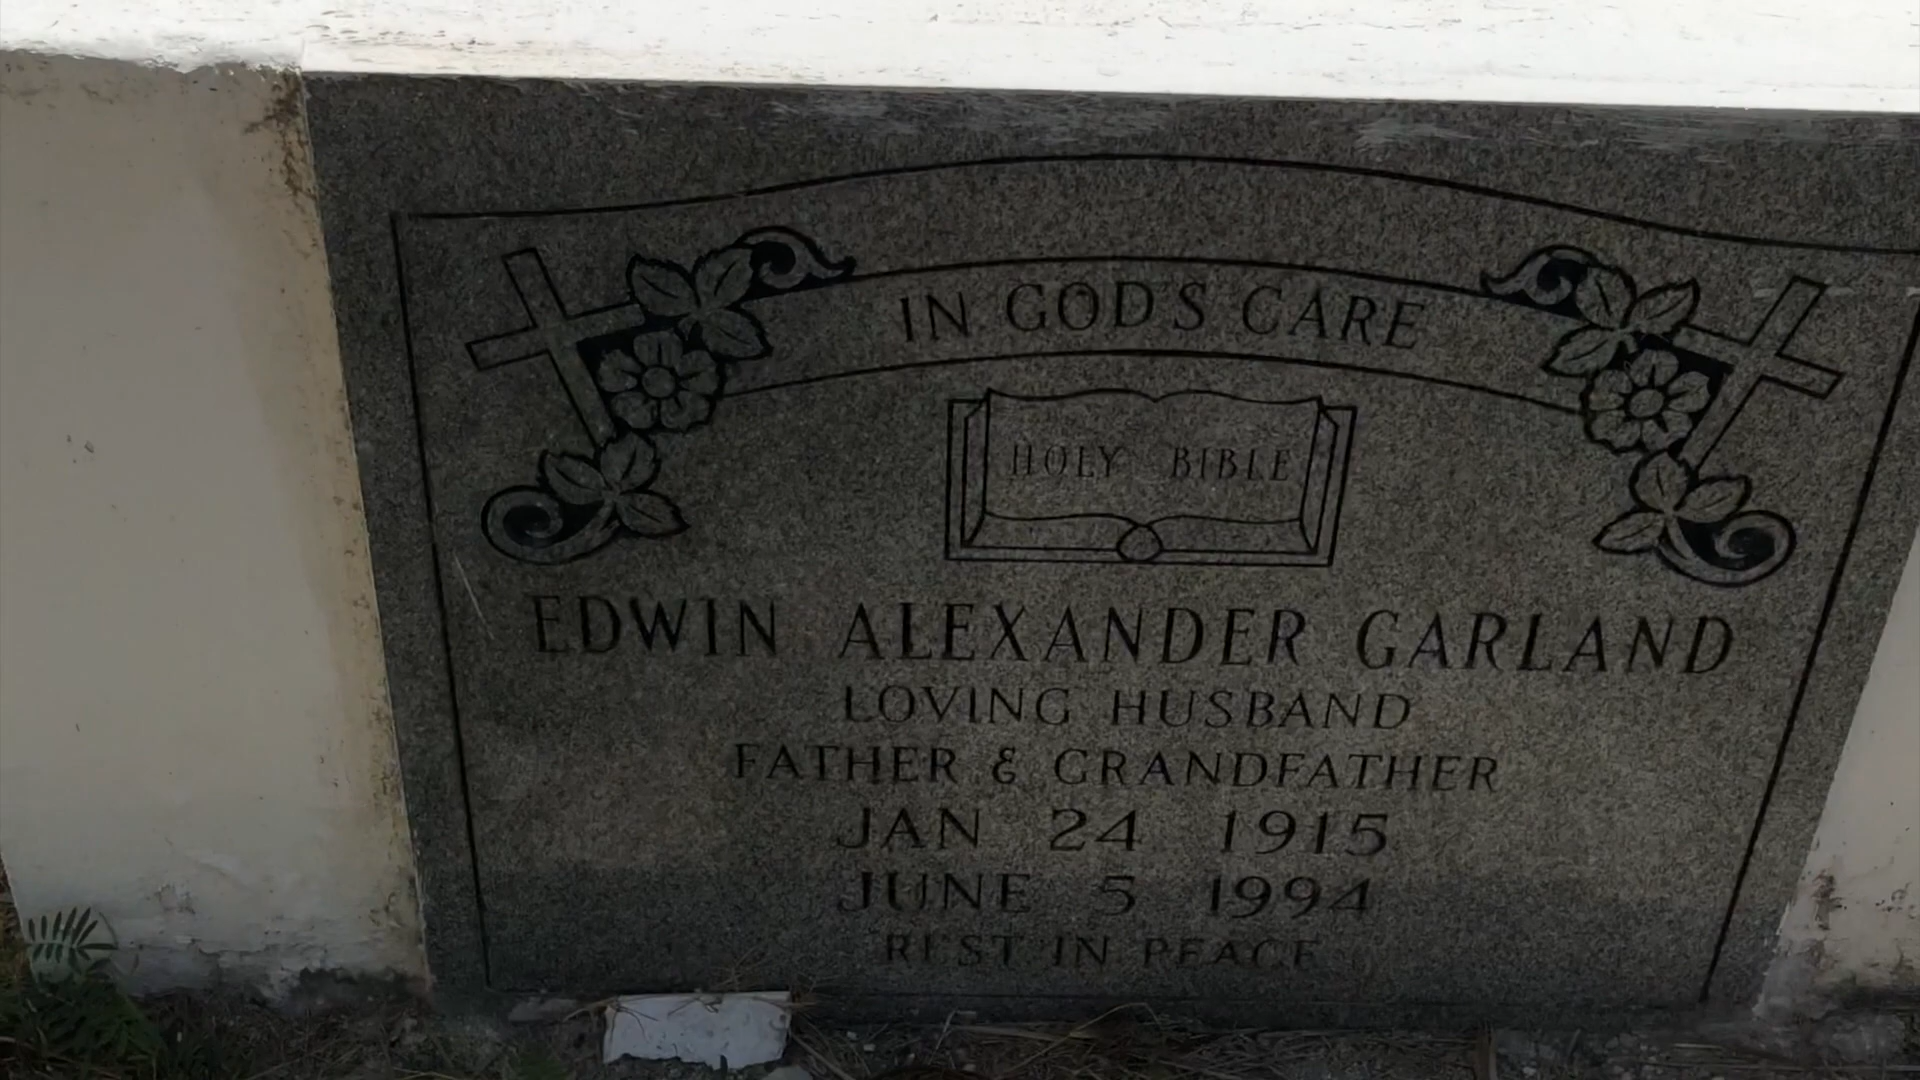 IN GOD'S CARE
HOLY BIBLE
EDWIN ALEXANDER GARLAND
LOVING HUSBAND
FATHER & GRANDFATHER
JAN 24 1915
JUNE 5 1994
REST IN PEACE